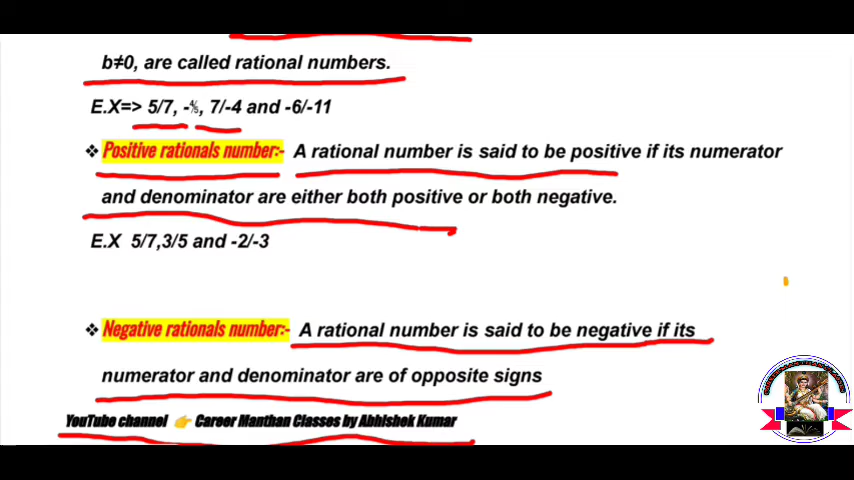 b≠0, are called rational numbers.
E.X=> 5/7, -⅘, 7/-4 and -6/-11
❖ Positive rationals number:- A rational number is said to be positive if its numerator
and denominator are either both positive or both negative.
E.X 5/7,3/5 and -2/-3
❖ Negative rationals number:- A rational number is said to be negative if its
numerator and denominator are of opposite signs
YouTube channel 👉 Career Manthan Classes by Abhishek Kumar